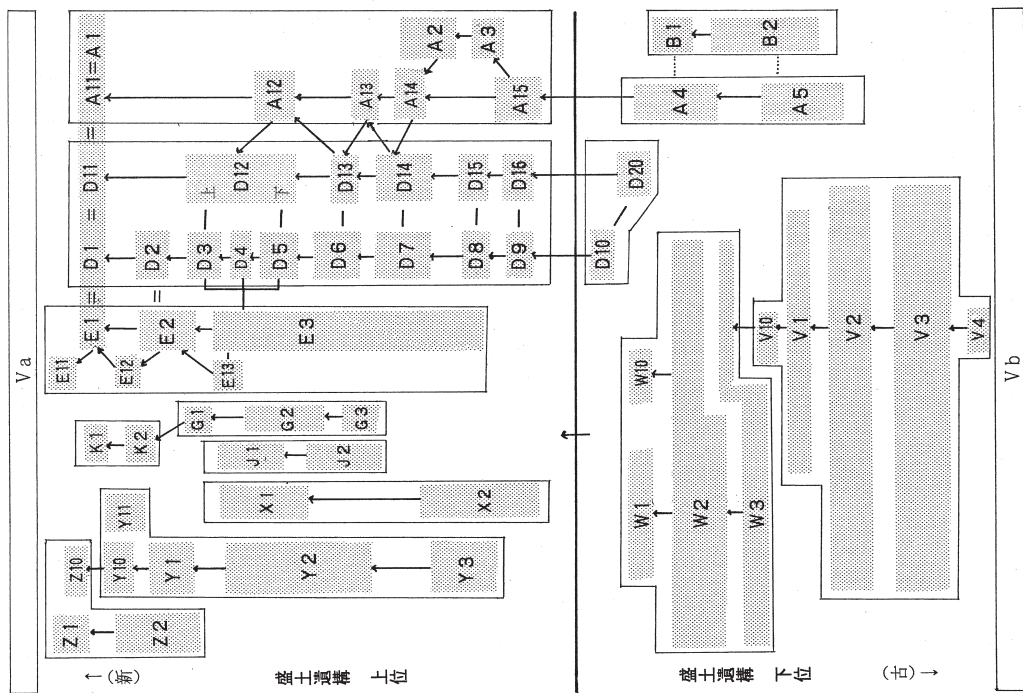 Va
↑(新)
盛土遺構 上位
Z1
Z2
Z10
Y10
Y11
Y1
Y2
Y3
X1
X2
J1
J2
K1
K2
G1
G2
G3
E11
E12
E13
E1 = D1 = D11 = A11=A1
E2 =
E3
D2
D3
D4
D5
D6
D7
D8
D9
上
D12
下
D13
D14
D15
D16
A12
A13
A14
A15
A2
A3
盛土遺構 下位
(古)↓
W1
W10
W2
W3
V10
V1
V2
V3
V4
D10
D20
A4
A5
B1
B2
Vb